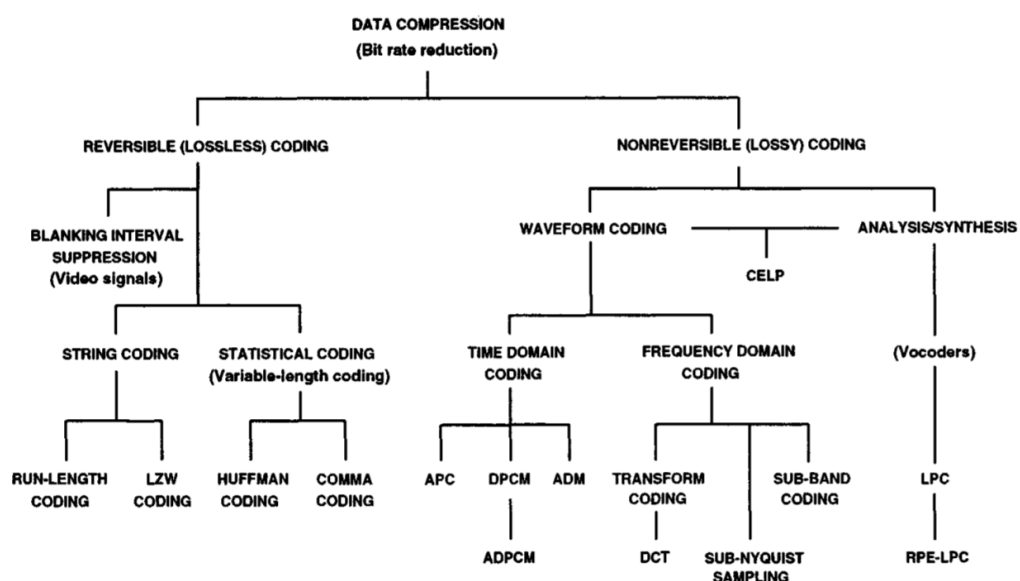 DATA COMPRESSION
(Bit rate reduction)
REVERSIBLE (LOSSLESS) CODING
NONREVERSIBLE (LOSSY) CODING
BLANKING INTERVAL
SUPPRESSION
(Video signals)
WAVEFORM CODING
ANALYSIS/SYNTHESIS
CELP
STRING CODING
STATISTICAL CODING
(Variable-length coding)
TIME DOMAIN
CODING
FREQUENCY DOMAIN
CODING
(Vocoders)
RUN-LENGTH
CODING
LZW
CODING
HUFFMAN
CODING
COMMA
CODING
APC
DPCM
ADM
TRANSFORM
CODING
SUB-BAND
CODING
LPC
ADPCM
DCT
SUB-NYQUIST
SAMPLING
RPE-LPC